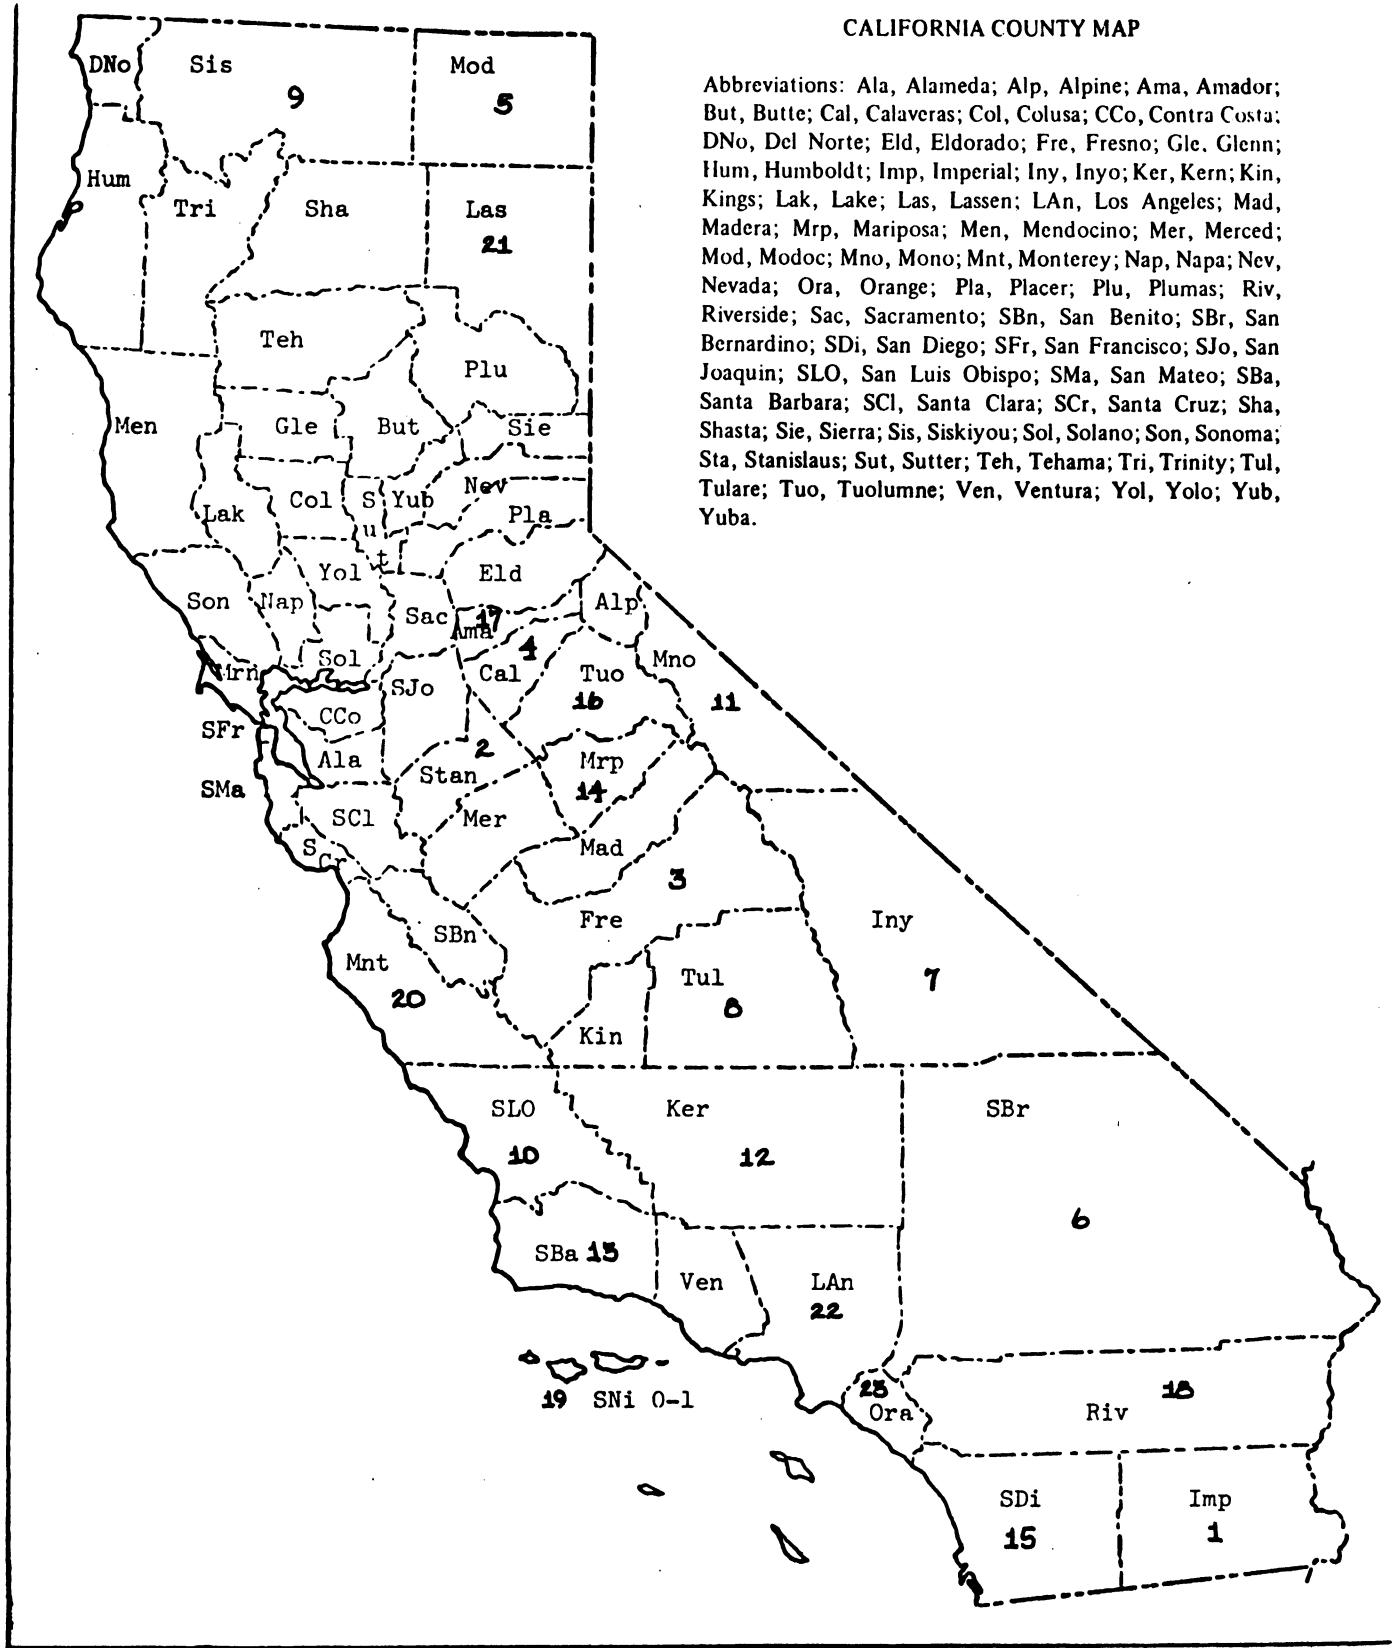 CALIFORNIA COUNTY MAP
Abbreviations: Ala, Alameda; Alp, Alpine; Ama, Amador;
But, Butte; Cal, Calaveras; Col, Colusa; CCo, Contra Costa;
DNo, Del Norte; Eld, Eldorado; Fre, Fresno; Gle, Glenn;
Hum, Humboldt; Imp, Imperial; Iny, Inyo; Ker, Kern; Kin,
Kings; Lak, Lake; Las, Lassen; LAn, Los Angeles; Mad,
Madera; Mrp, Mariposa; Men, Mendocino; Mer, Merced;
Mod, Modoc; Mno, Mono; Mnt, Monterey; Nap, Napa; Nev,
Nevada; Ora, Orange; Pla, Placer; Plu, Plumas; Riv,
Riverside; Sac, Sacramento; SBn, San Benito; SBr, San
Bernardino; SDi, San Diego; SFr, San Francisco; SJo, San
Joaquin; SLO, San Luis Obispo; SMa, San Mateo; SBa,
Santa Barbara; SCl, Santa Clara; SCr, Santa Cruz; Sha,
Shasta; Sie, Sierra; Sis, Siskiyou; Sol, Solano; Son, Sonoma;
Sta, Stanislaus; Sut, Sutter; Teh, Tehama; Tri, Trinity; Tul,
Tulare; Tuo, Tuolumne; Ven, Ventura; Yol, Yolo; Yub,
Yuba.
DNo
Sis
9
Mod
5
Hum
Tri
Sha
Las
21
Teh
Plu
Men
Gle
But
Sie
Lak
Col
Sut
Yub
Nev
Pla
Yol
Eld
Son
Nap
Sac
Ama
17
Alp
Mrn
Sol
Cal
4
Tuo
16
Mno
11
SJo
SFr
CCo
Ala
Stan
2
Mrp
14
SMa
SCl
Mer
SCr
Mad
3
Fre
Iny
7
SBn
Mnt
20
Tul
8
Kin
SLO
10
Ker
12
SBr
6
SBa 13
Ven
LAn
22
19 SNi O-1
23
Ora
Riv
18
SDi
15
Imp
1